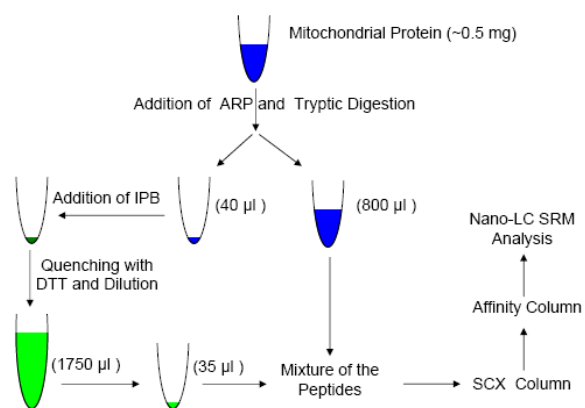 Mitochondrial Protein (~0.5 mg)
Addition of ARP and Tryptic Digestion
Addition of IPB
(40 µl )
(800 µl )
Nano-LC SRM
Analysis
Quenching with
DTT and Dilution
Affinity Column
(1750 µl )
(35 µl )
Mixture of the
Peptides
SCX Column